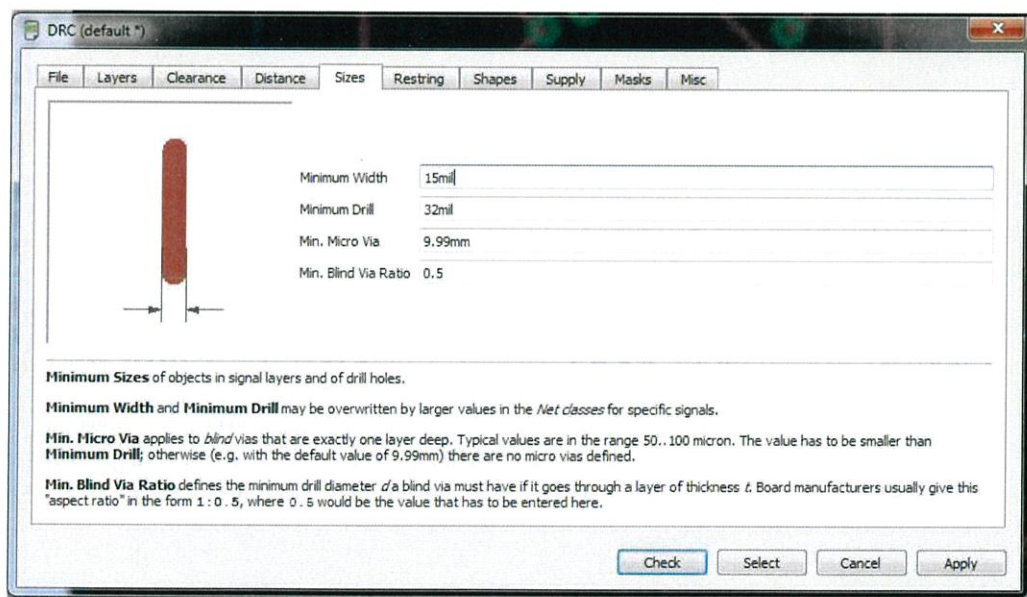 DRC (default *)
File Layers Clearance Distance Sizes Restring Shapes Supply Masks Misc
Minimum Width 15mil
Minimum Drill 32mil
Min. Micro Via 9.99mm
Min. Blind Via Ratio 0.5
Minimum Sizes of objects in signal layers and of drill holes.
Minimum Width and Minimum Drill may be overwritten by larger values in the Net classes for specific signals.
Min. Micro Via applies to blind vias that are exactly one layer deep. Typical values are in the range 50..100 micron. The value has to be smaller than
Minimum Drill; otherwise (e.g. with the default value of 9.99mm) there are no micro vias defined.
Min. Blind Via Ratio defines the minimum drill diameter d a blind via must have if it goes through a layer of thickness t. Board manufacturers usually give this
"aspect ratio" in the form 1:0.5, where 0.5 would be the value that has to be entered here.
Check Select Cancel Apply